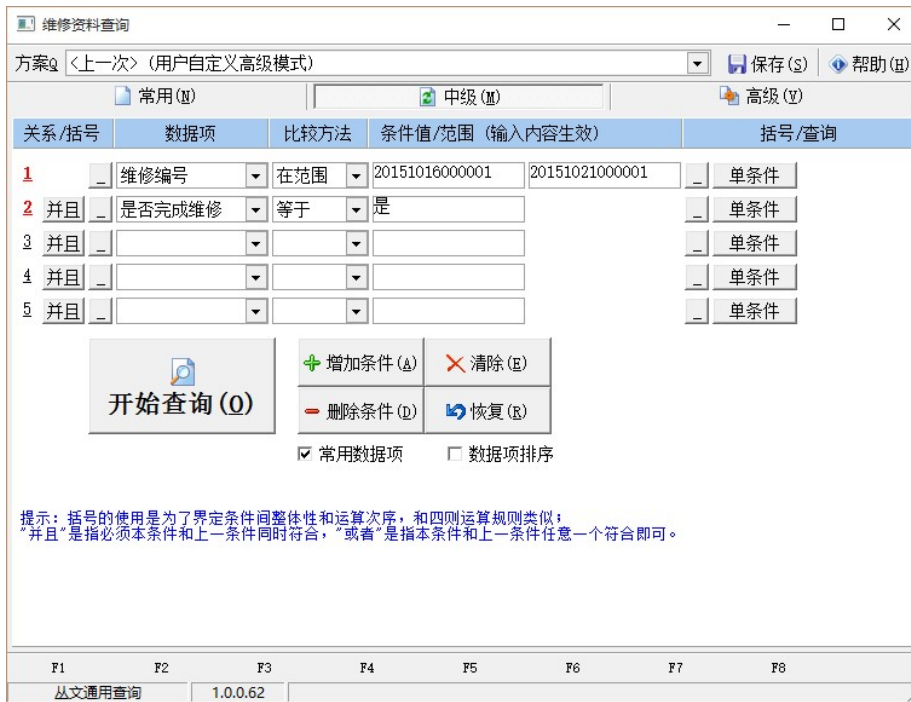 维修资料查询
方案Q <上一次> (用户自定义高级模式) 保存(S) 帮助(H)
常用(N) 中级(M) 高级(V)
关系/括号 数据项 比较方法 条件值/范围 (输入内容生效) 括号/查询
1 _ 维修编号 在范围 20151016000001 20151021000001 _ 单条件
2 并且 _ 是否完成维修 等于 是 _ 单条件
3 并且 _ _ 单条件
4 并且 _ _ 单条件
5 并且 _ _ 单条件
开始查询(O) 增加条件(A) 清除(E)
删除条件(D) 恢复(R)
常用数据项 数据项排序
提示: 括号的使用是为了界定条件间整体性和运算次序, 和四则运算规则类似;
"并且"是指必须本条件和上一条件同时符合, "或者"是指本条件和上一条件任意一个符合即可。
F1 F2 F3 F4 F5 F6 F7 F8
丛文通用查询 1.0.0.62